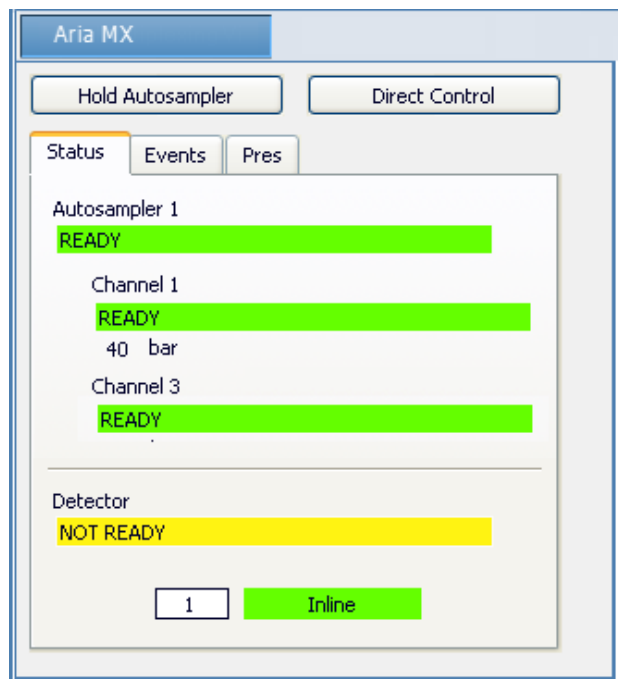 Aria MX
Hold Autosampler Direct Control
Status Events Pres
Autosampler 1
READY
Channel 1
READY
40 bar
Channel 3
READY
Detector
NOT READY
1 Inline